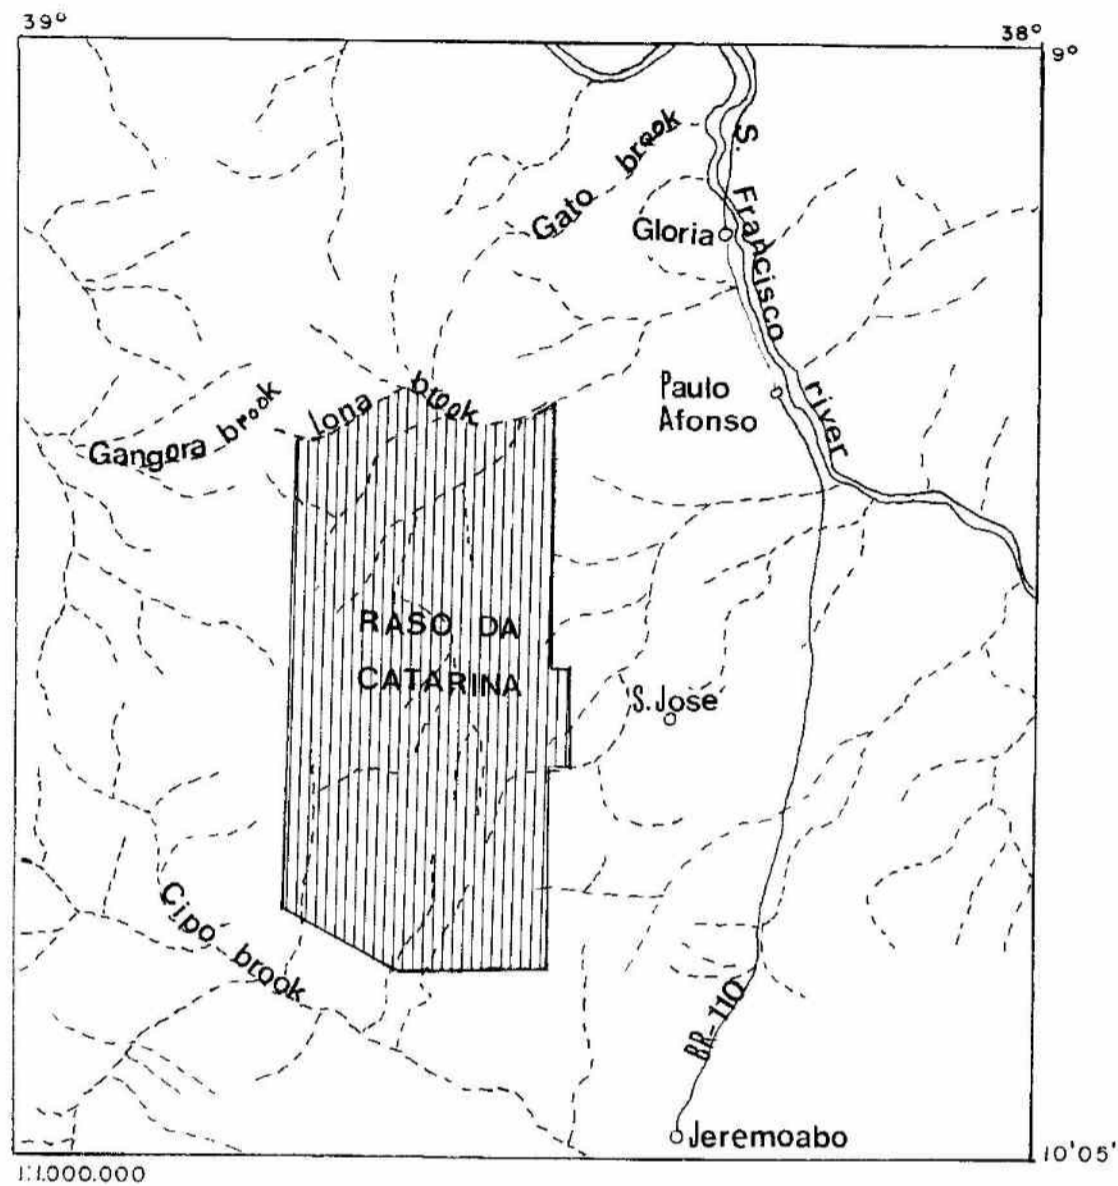 39°
38°
9°
Gato brook
S. Francisco river
Gloria
Paulo
Afonso
Iona brook
Gangora brook
RASO DA
CATARINA
S. Jose
Cipó brook
BR-110
Jeremoabo
10°05'
1:1.000.000